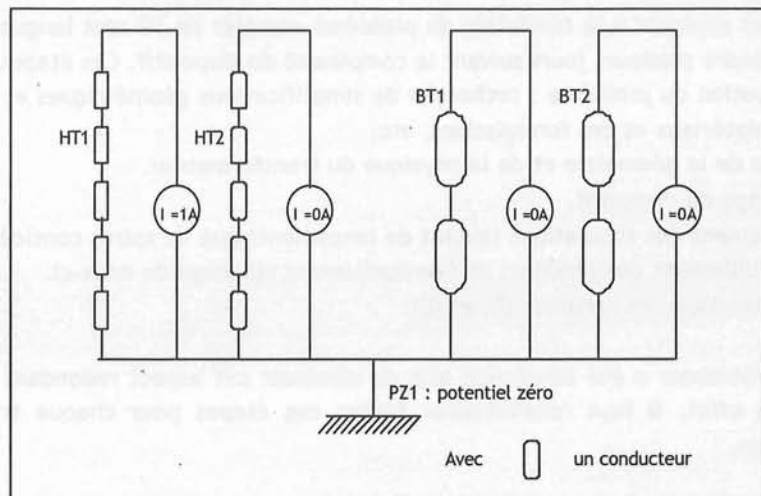 HT1
HT2
BT1
BT2
I =1A
I =0A
I =0A
I =0A
PZ1 : potentiel zéro
Avec
un conducteur